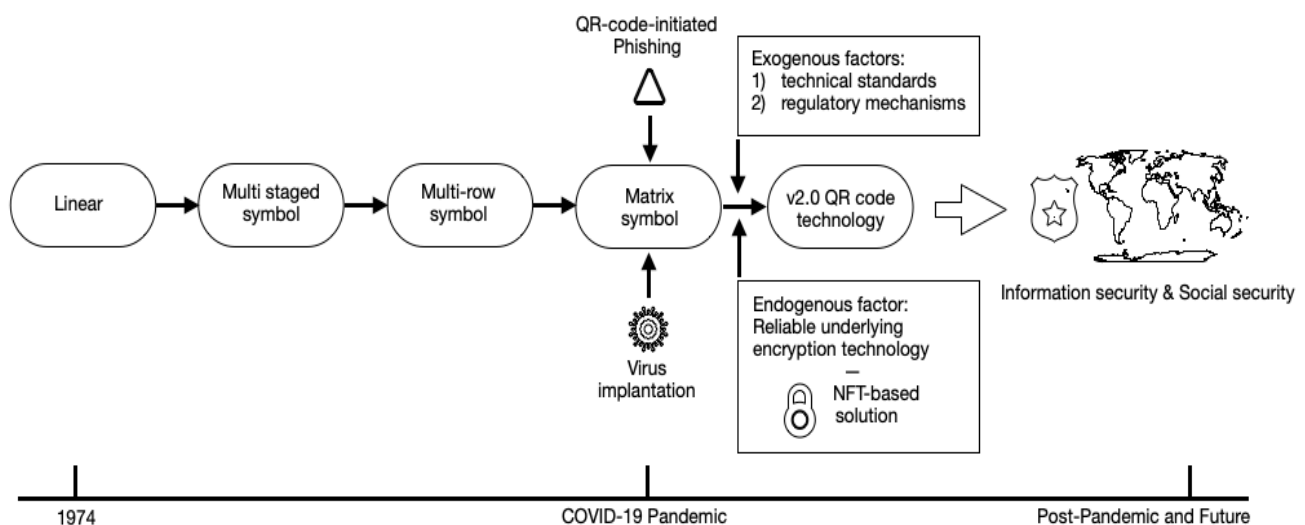 QR-code-initiated
Phishing
Exogenous factors:
1) technical standards
2) regulatory mechanisms
Linear
Multi staged
symbol
Multi-row
symbol
Matrix
symbol
v2.0 QR code
technology
Information security & Social security
Virus
implantation
Endogenous factor:
Reliable underlying
encryption technology
—
NFT-based
solution
1974
COVID-19 Pandemic
Post-Pandemic and Future